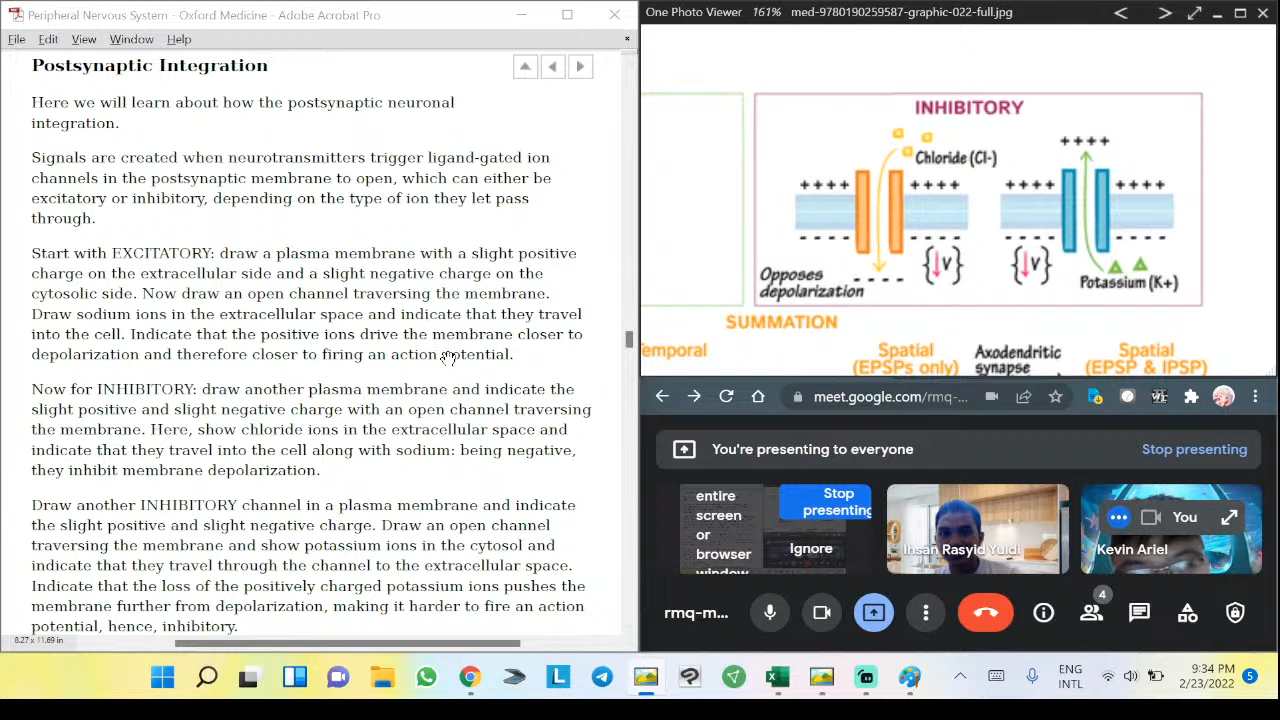 Peripheral Nervous System - Oxford Medicine - Adobe Acrobat Pro
File Edit View Window Help
Postsynaptic Integration
Here we will learn about how the postsynaptic neuronal
integration.
Signals are created when neurotransmitters trigger ligand-gated ion
channels in the postsynaptic membrane to open, which can either be
excitatory or inhibitory, depending on the type of ion they let pass
through.
Start with EXCITATORY: draw a plasma membrane with a slight positive
charge on the extracellular side and a slight negative charge on the
cytosolic side. Now draw an open channel traversing the membrane.
Draw sodium ions in the extracellular space and indicate that they travel
into the cell. Indicate that the positive ions drive the membrane closer to
depolarization and therefore closer to firing an action potential.
Now for INHIBITORY: draw another plasma membrane and indicate the
slight positive and slight negative charge with an open channel traversing
the membrane. Here, show chloride ions in the extracellular space and
indicate that they travel into the cell along with sodium: being negative,
they inhibit membrane depolarization.
Draw another INHIBITORY channel in a plasma membrane and indicate
the slight positive and slight negative charge. Draw an open channel
traversing the membrane and show potassium ions in the cytosol and
indicate that they travel through the channel to the extracellular space.
Indicate that the loss of the positively charged potassium ions pushes the
membrane further from depolarization, making it harder to fire an action
potential, hence, inhibitory.
8.27 x 11.69 in
One Photo Viewer 161% med-9780190259587-graphic-022-full.jpg
INHIBITORY
++++
Chloride (Cl-)
++++ ++++ ++++ ++++
---- ---- ---- ----
{↓V} {↓V}
Opposes
depolarization ----
Potassium (K+)
SUMMATION
Temporal
Spatial
(EPSPs only)
Axodendritic
synapse
Spatial
(EPSP & IPSP)
meet.google.com/rmq-...
You're presenting to everyone
Stop presenting
entire
screen
or
browser
window
Stop
presenting
Ignore
Ihsan Rasyid Yuldi
You
Kevin Ariel
rmq-m...
4
ENG
INTL
9:34 PM
2/23/2022
5